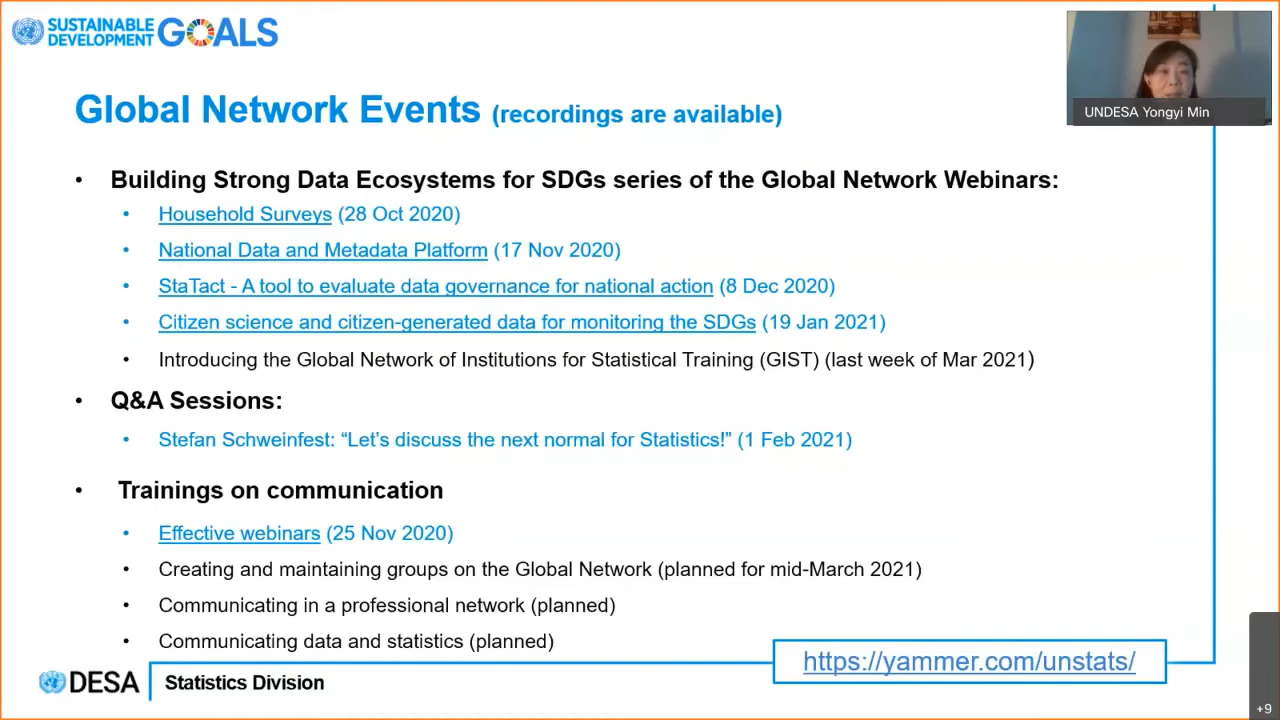 SUSTAINABLE
DEVELOPMENT
GOALS
UNDESA Yongyi Min
Global Network Events (recordings are available)
• Building Strong Data Ecosystems for SDGs series of the Global Network Webinars:
• Household Surveys (28 Oct 2020)
• National Data and Metadata Platform (17 Nov 2020)
• StaTact - A tool to evaluate data governance for national action (8 Dec 2020)
• Citizen science and citizen-generated data for monitoring the SDGs (19 Jan 2021)
• Introducing the Global Network of Institutions for Statistical Training (GIST) (last week of Mar 2021)
• Q&A Sessions:
• Stefan Schweinfest: “Let’s discuss the next normal for Statistics!” (1 Feb 2021)
• Trainings on communication
• Effective webinars (25 Nov 2020)
• Creating and maintaining groups on the Global Network (planned for mid-March 2021)
• Communicating in a professional network (planned)
• Communicating data and statistics (planned)
https://yammer.com/unstats/
DESA
Statistics Division
+9